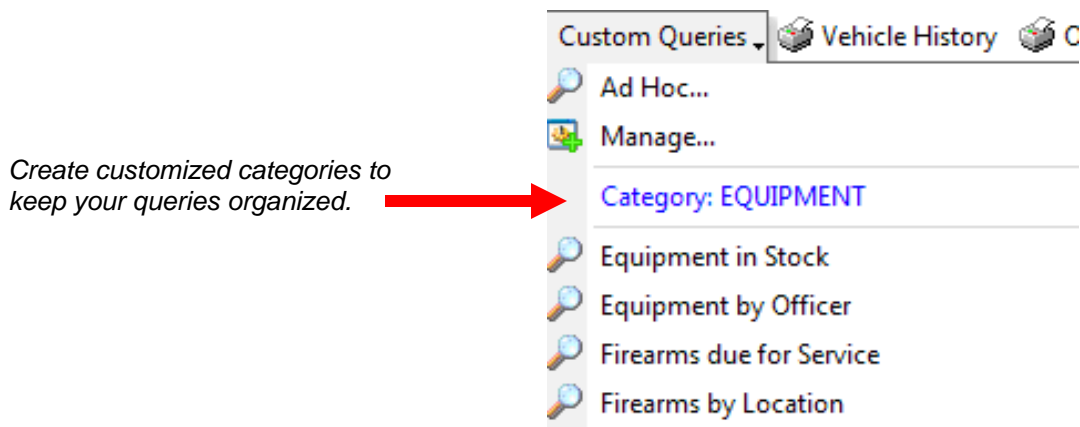 Custom Queries Vehicle History
Ad Hoc...
Manage...
Create customized categories to
keep your queries organized.
Category: EQUIPMENT
Equipment in Stock
Equipment by Officer
Firearms due for Service
Firearms by Location